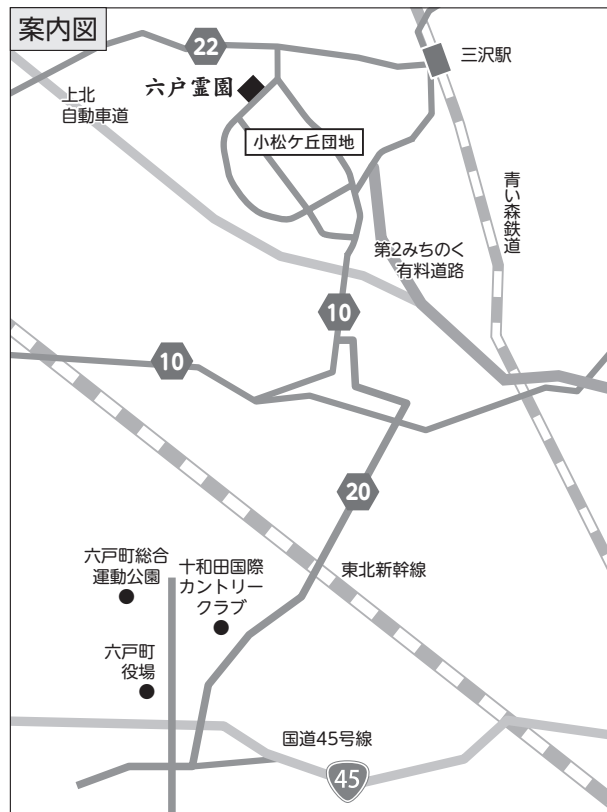 案内図
22
三沢駅
六戸霊園
上北
自動車道
小松ケ丘団地
青い森鉄道
第2みちのく
有料道路
10
10
20
六戸町総合
運動公園
十和田国際
カントリー
クラブ
東北新幹線
六戸町
役場
国道45号線
45